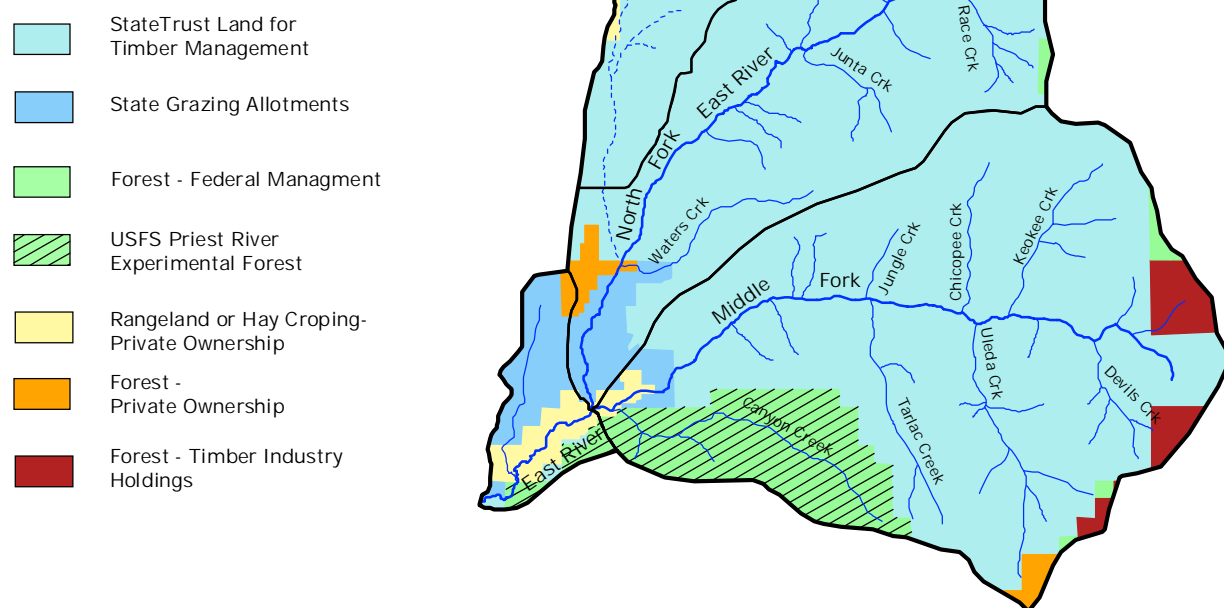 StateTrust Land for
Timber Management
State Grazing Allotments
Forest - Federal Managment
USFS Priest River
Experimental Forest
Rangeland or Hay Croping-
Private Ownership
Forest -
Private Ownership
Forest - Timber Industry
Holdings
Race Crk
Junta Crk
North Fork East River
Waters Crk
Middle Fork
Jungle Crk
Chicopee Crk
Keokee Crk
Uleda Crk
Devils Crk
Tarlac Creek
Canyon Creek
East River